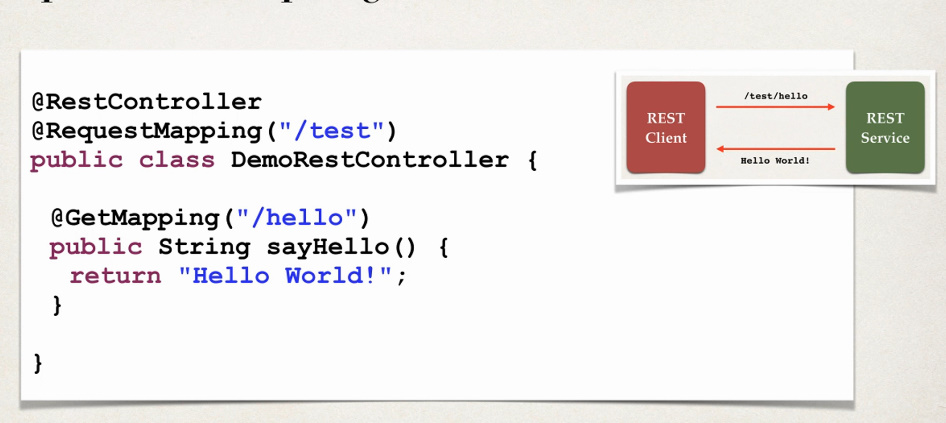 @RestController
@RequestMapping("/test")
public class DemoRestController {
@GetMapping("/hello")
public String sayHello() {
return "Hello World!";
}
}
REST
Client
/test/hello
Hello World!
REST
Service